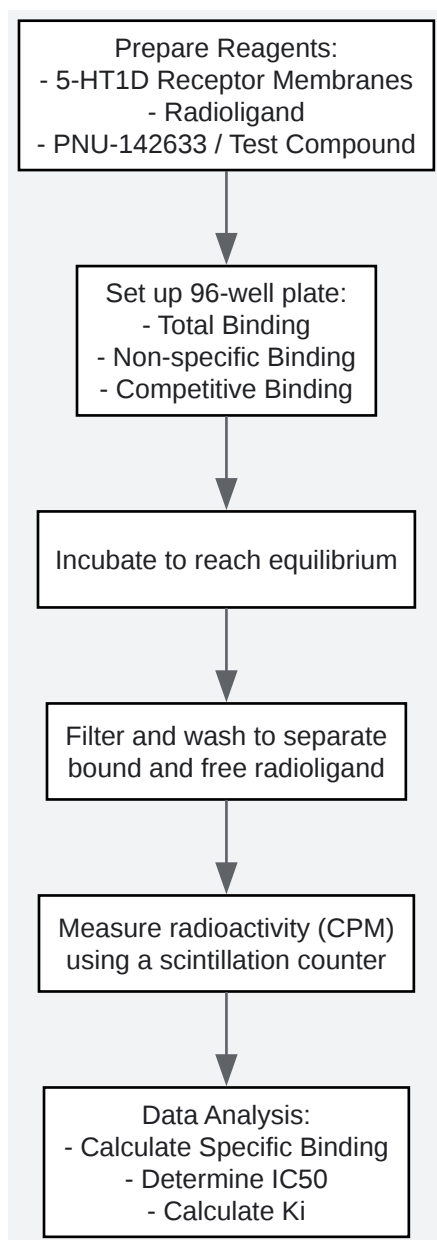 Prepare Reagents:
- 5-HT1D Receptor Membranes
- Radioligand
- PNU-142633 / Test Compound
Set up 96-well plate:
- Total Binding
- Non-specific Binding
- Competitive Binding
Incubate to reach equilibrium
Filter and wash to separate
bound and free radioligand
Measure radioactivity (CPM)
using a scintillation counter
Data Analysis:
- Calculate Specific Binding
- Determine IC50
- Calculate Ki